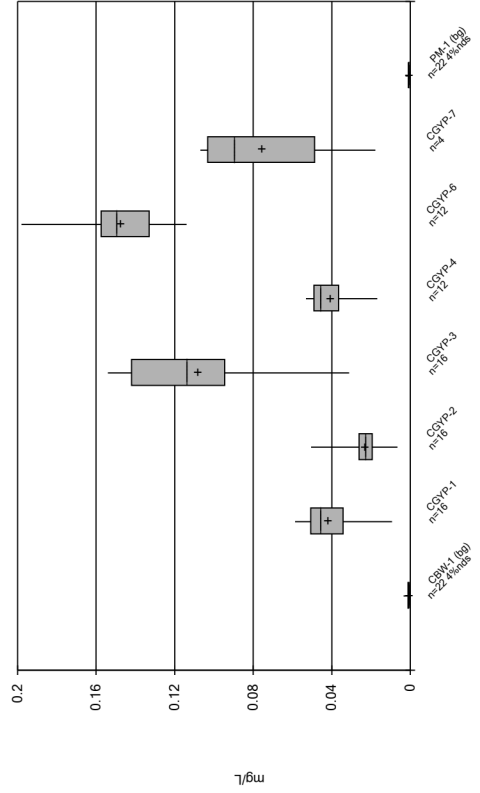 0.2
0.16
0.12
0.08
0.04
0
mg/L
CBW-1 (bg)
n=22 4%nds
CGYP-1
n=16
CGYP-2
n=16
CGYP-3
n=16
CGYP-4
n=12
CGYP-6
n=12
CGYP-7
n=4
PM-1 (bg)
n=22 4%nds